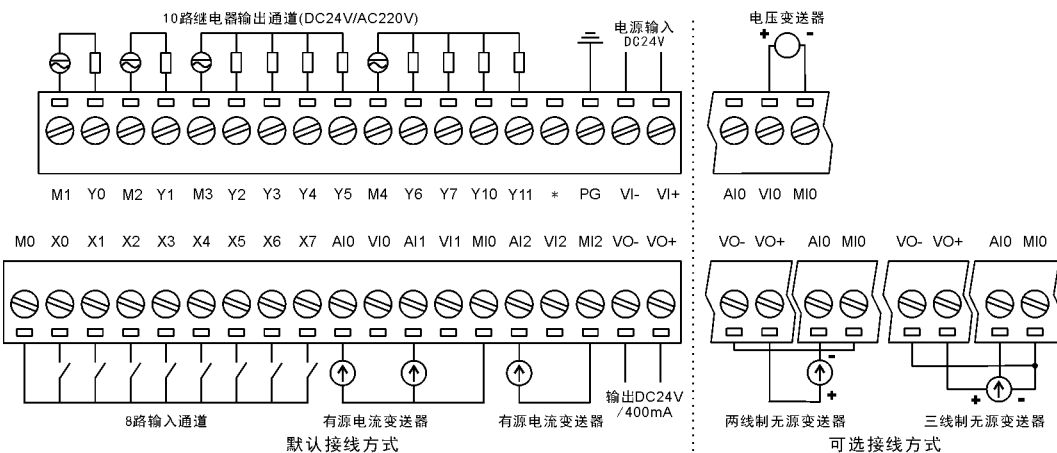 10路继电器输出通道(DC24V/AC220V)
电源输入
DC24V
电压变送器
+ -
M1 Y0 M2 Y1 M3 Y2 Y3 Y4 Y5 M4 Y6 Y7 Y10 Y11 * PG VI- VI+
AI0 VI0 MI0
M0 X0 X1 X2 X3 X4 X5 X6 X7 AI0 VI0 AI1 VI1 MI0 AI2 VI2 MI2 VO- VO+
VO- VO+ AI0 MI0
VO- VO+ AI0 MI0
-
+
+ -
8路输入通道
有源电流变送器
有源电流变送器
输出DC24V
/400mA
两线制无源变送器
三线制无源变送器
默认接线方式
可选接线方式